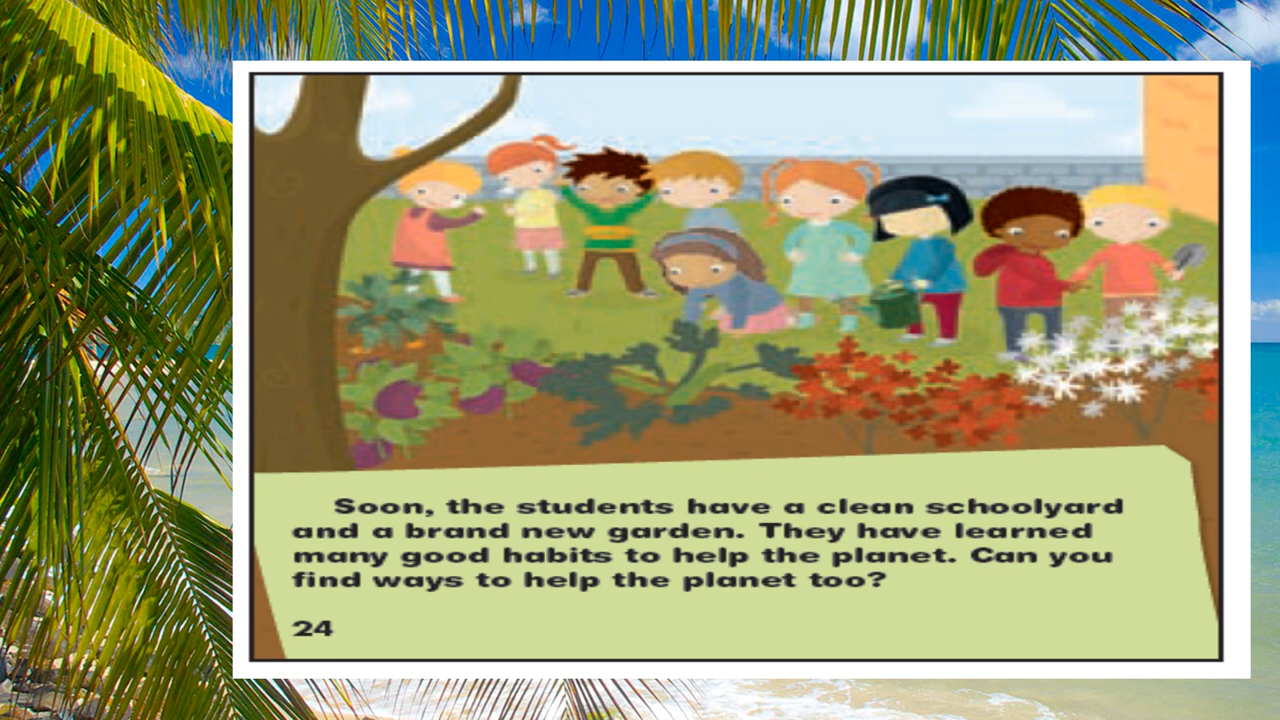 Soon, the students have a clean schoolyard
and a brand new garden. They have learned
many good habits to help the planet. Can you
find ways to help the planet too?
24